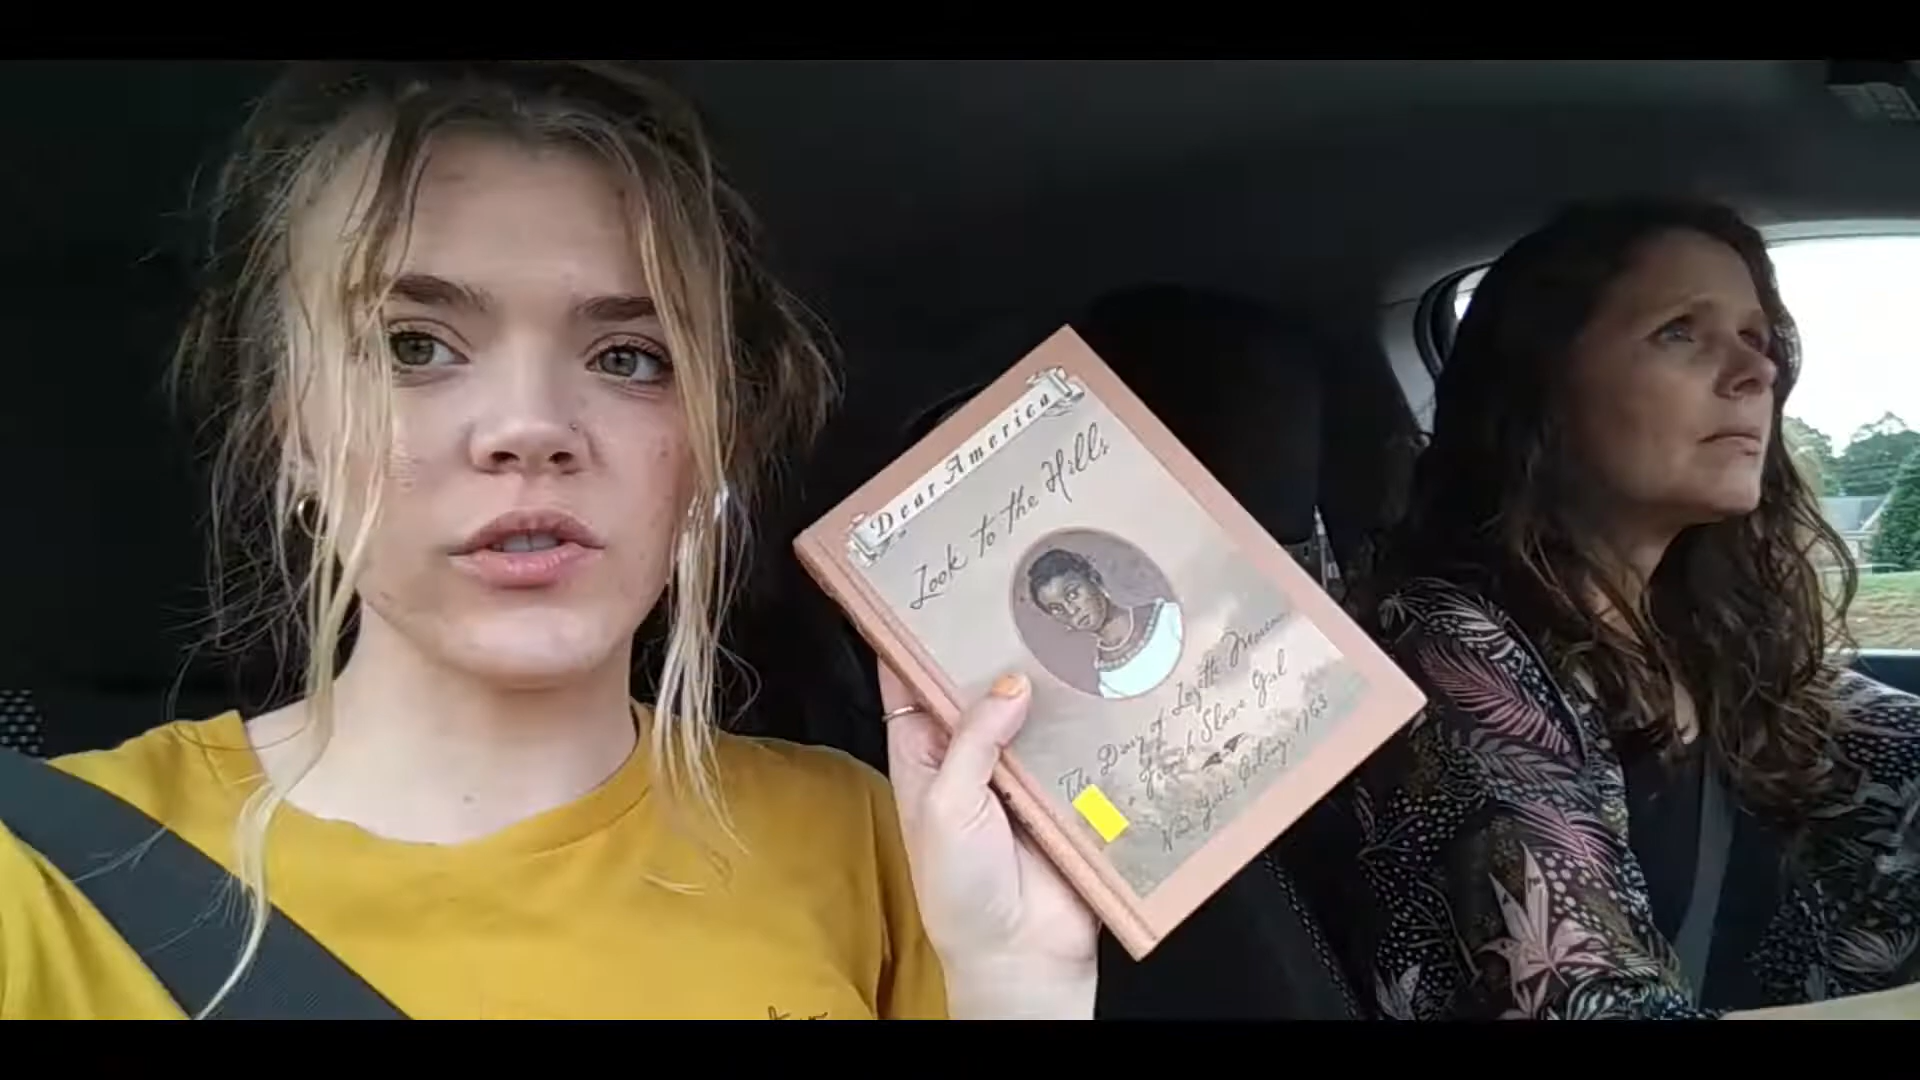 Dear America
Look to the Hills
The Diary of Lozette Moreau
French Slave Girl
New York Colony, 1763